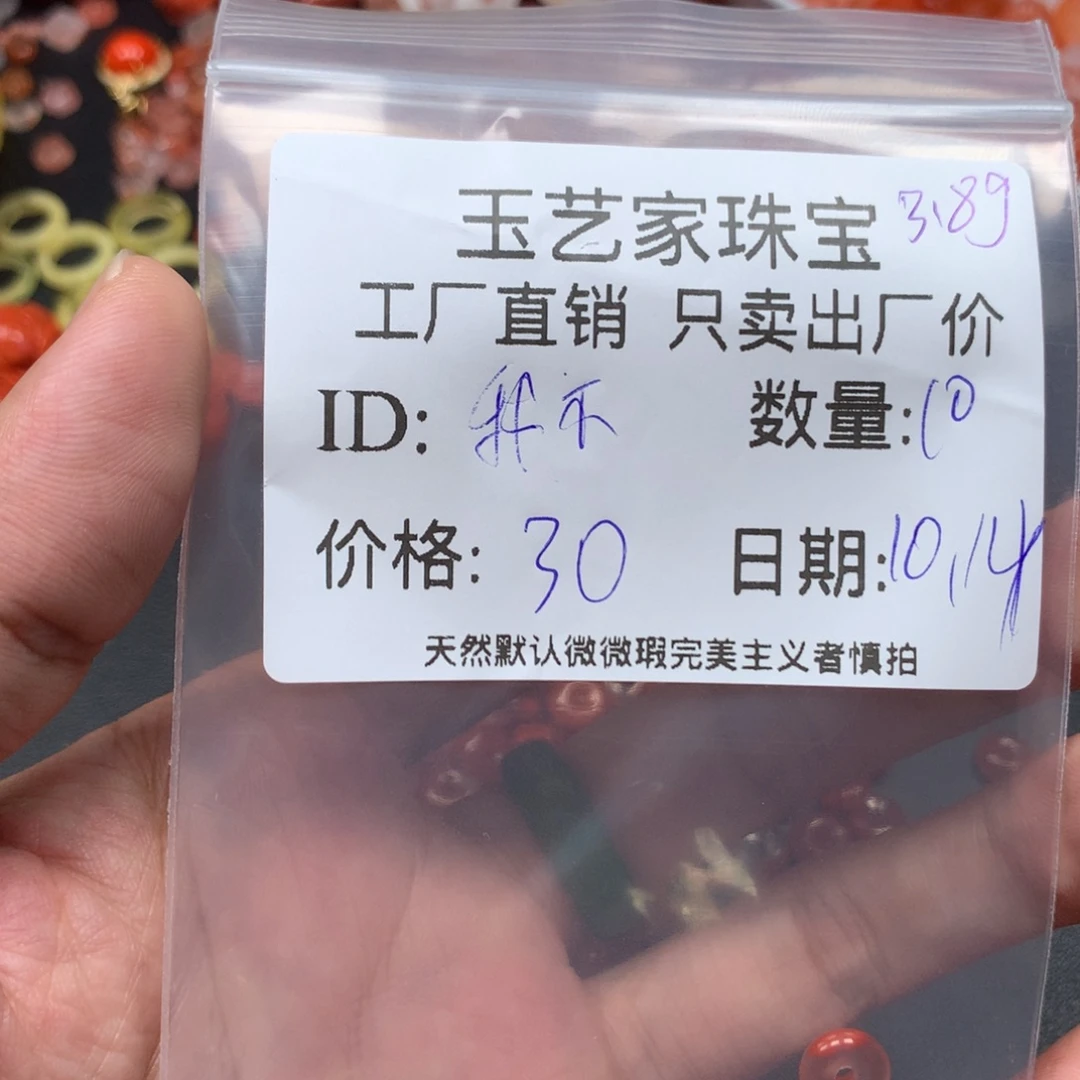 玉艺家珠宝 3.89
工厂直销 只卖出厂价
ID: 数量:10
价格:30 日期:10.14
天然默认微微瑕完美主义者慎拍